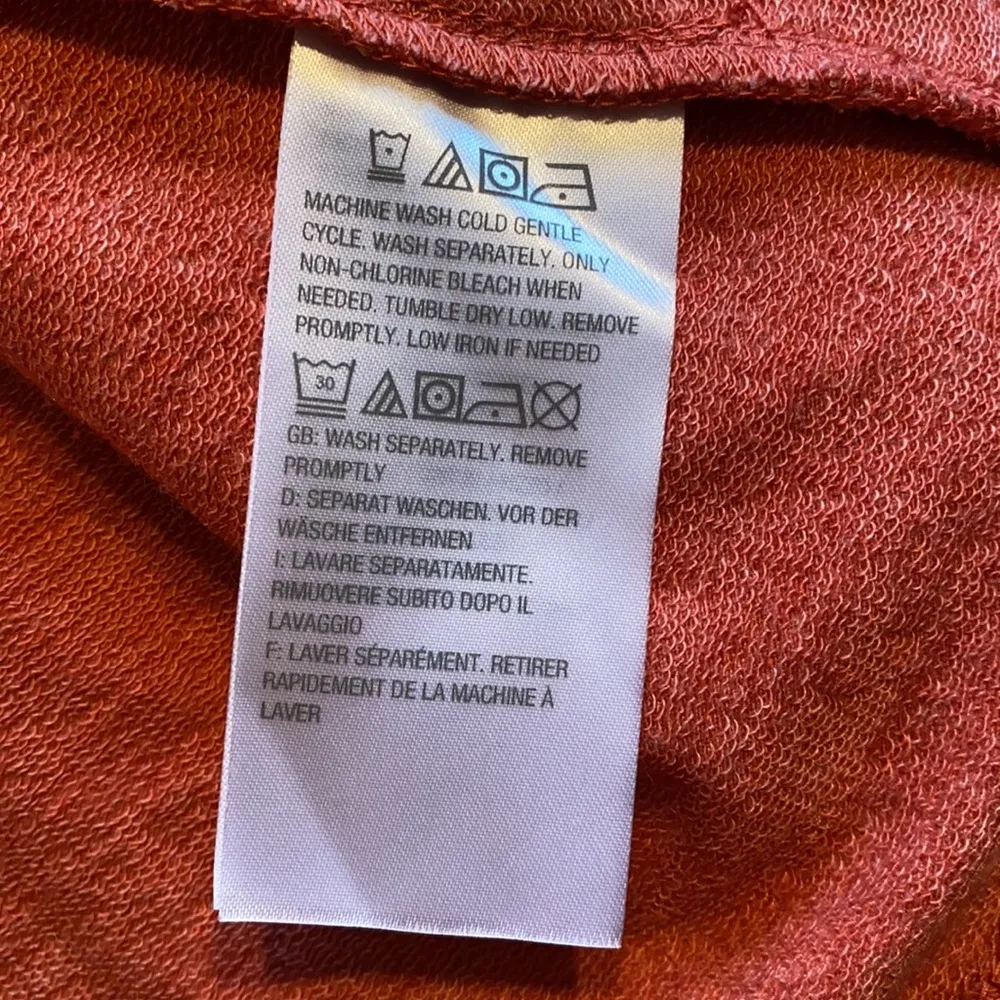 MACHINE WASH COLD GENTLE
CYCLE. WASH SEPARATELY. ONLY
NON-CHLORINE BLEACH WHEN
NEEDED. TUMBLE DRY LOW. REMOVE
PROMPTLY. LOW IRON IF NEEDED
30
GB: WASH SEPARATELY. REMOVE
PROMPTLY
D: SEPARAT WASCHEN. VOR DER
WÄSCHE ENTFERNEN
I: LAVARE SEPARATAMENTE.
RIMUOVERE SUBITO DOPO IL
LAVAGGIO
F: LAVER SÉPARÉMENT. RETIRER
RAPIDEMENT DE LA MACHINE À
LAVER